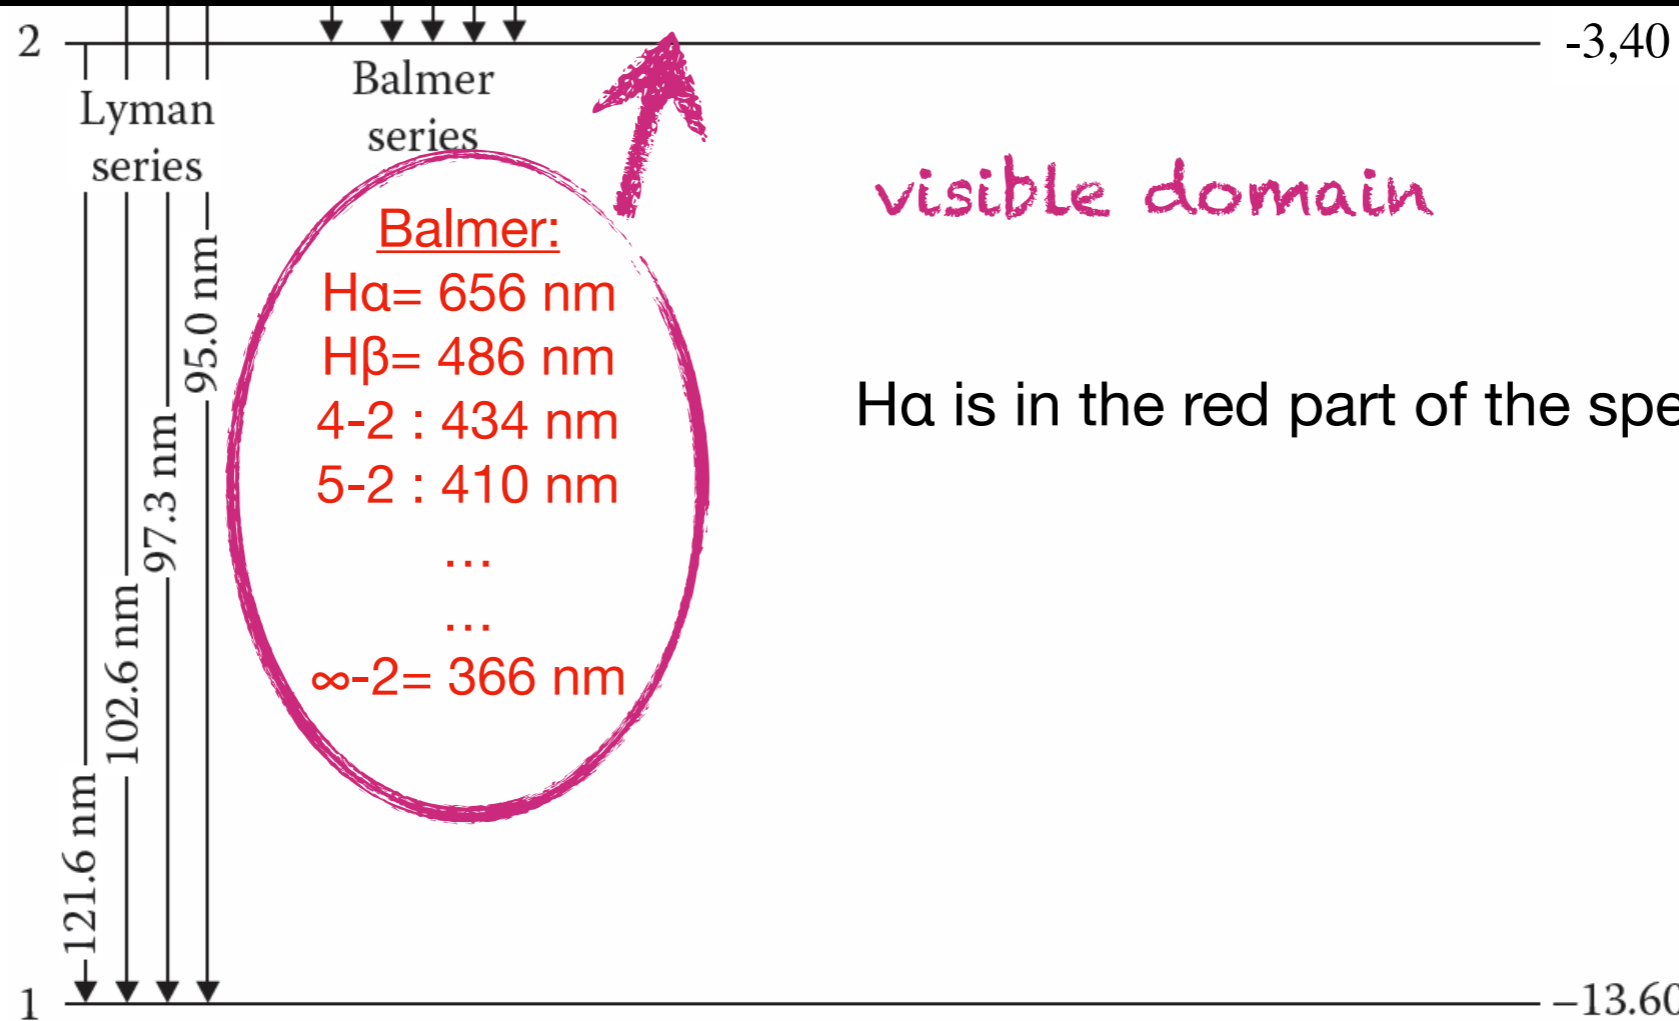 2
-3,40
Lyman
series
Balmer
series
visible domain
Balmer:
Hα= 656 nm
Hβ= 486 nm
4-2 : 434 nm
5-2 : 410 nm
...
...
∞-2= 366 nm
Hα is in the red part of the spe
95.0 nm
97.3 nm
102.6 nm
121.6 nm
1
−13.60